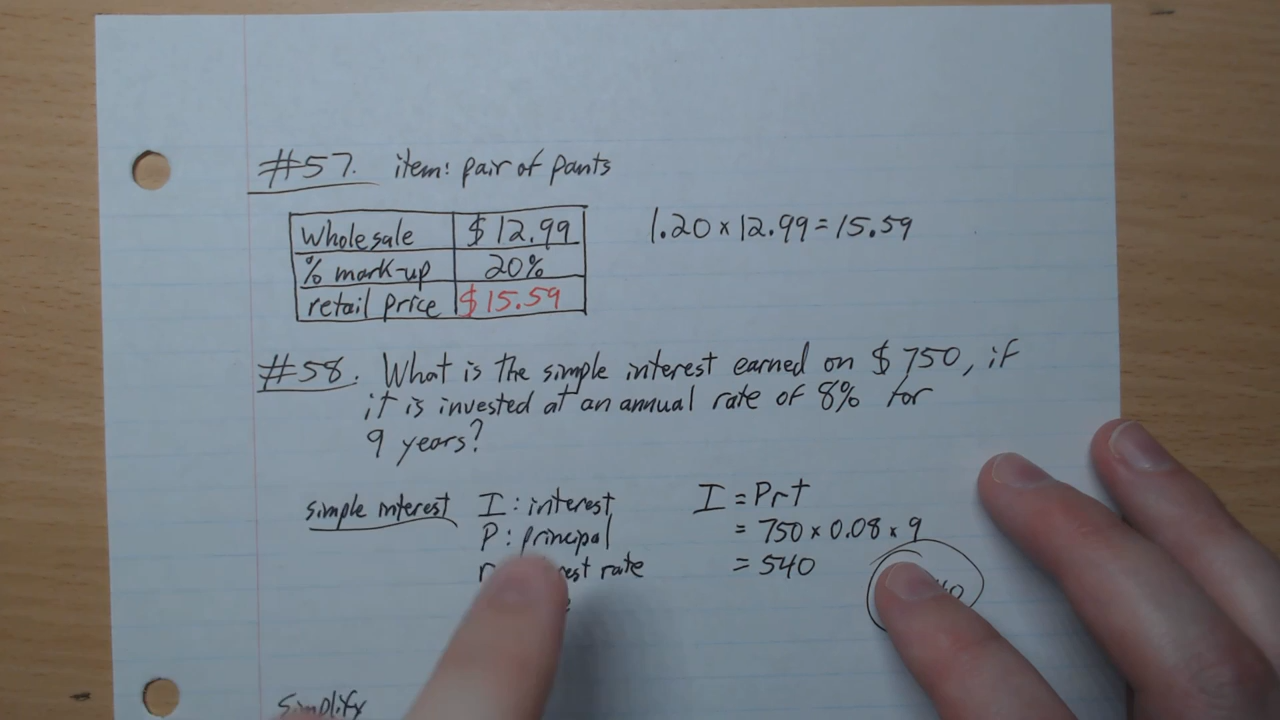 #57. item: pair of pants
Wholesale $12.99
% mark-up 20%
retail price $15.59
1.20 × 12.99 = 15.59
#58. What is the simple interest earned on $750, if
it is invested at an annual rate of 8% for
9 years?
simple interest
I : interest
P : principal
rate
I = Prt
= 750 × 0.08 × 9
= 540
simplify